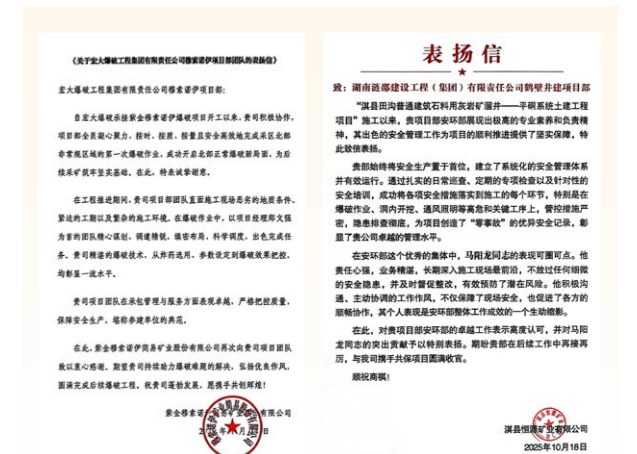 《关于宏大爆破工程集团有限责任公司穆索诺伊项目部团队的表扬信》
宏大爆破工程集团有限责任公司穆索诺伊项目部:
自宏大爆破承接紫金穆索诺伊爆破项目开工以来,贵司积极协作,
项目部全员凝心聚力,按时、按质、按量且安全高效地完成采区北部
非常规区域的第一次爆破作业,成功开启北部正常爆破新局面,为后
续采矿筑牢坚实基础。在此,特表诚挚谢意。
在工程推进期间,贵司项目部团队直面施工现场恶劣的地质条件、
紧迫的工期以及繁杂的施工环境。在爆破作业中,以项目经理郎文强
为首的团队精心谋划,调遣精锐,缜密布局,科学调度,出色完成任
务。贵司精湛的爆破技术,从炸药选用、参数设定到爆破效果把控,
均彰显一流水平。
贵司项目团队在承包管理与服务方面表现卓越,严格把控质量,
保障安全生产,堪称参建单位的典范。
在此,紫金穆索诺伊简易矿业股份有限公司再次向贵司项目团队
致以衷心感谢。期望贵司持续助力爆破难题的解决,弘扬优良作风,
圆满完成后续爆破工程。祝贵司蓬勃发展,愿携手共创辉煌!
紫金穆索诺伊简易矿业股份有限公司
表扬信
致:湖南涟邵建设工程(集团)有限责任公司鹤壁井建项目部
“淇县田沟普通建筑石料用灰岩矿溜井——平硐系统土建工程
项目”施工以来,贵项目部安环部展现出极高的专业素养和负责精
神,其出色的安全管理工作为项目的顺利推进提供了坚实保障,特
此致信表扬。
贵部始终将安全生产置于首位,建立了系统化的安全管理体系
并有效运行。通过扎实的日常巡查、定期的专项检查以及针对性的
安全培训,成功将各项安全措施落实到施工的每个环节,特别是在
爆破作业、洞内开挖、通风照明等高危和关键工序上,管控措施严
密,隐患排查彻底,为项目创造了“零事故”的优异安全记录,彰
显了贵公司卓越的管理水平。
在安环部这个优秀的集体中,马阳龙同志的表现可圈可点。他
责任心强,业务精湛,长期深入施工现场最前沿,不放过任何细微
的安全隐患,并及时督促整改,有效预防了潜在风险。他积极沟
通、主动协调的工作作风,不仅保障了现场安全,也促进了各方的
顺畅协作,其个人表现是安环部整体工作成效的一个生动缩影。
在此,对贵项目部安环部的卓越工作表示高度认可,并对马阳
龙同志的突出贡献予以特别表扬。期盼贵部在后续工作中再接再
厉,与我司携手共保项目圆满收官。
顺祝商祺!
淇县恒源矿业有限公司
2025年10月18日